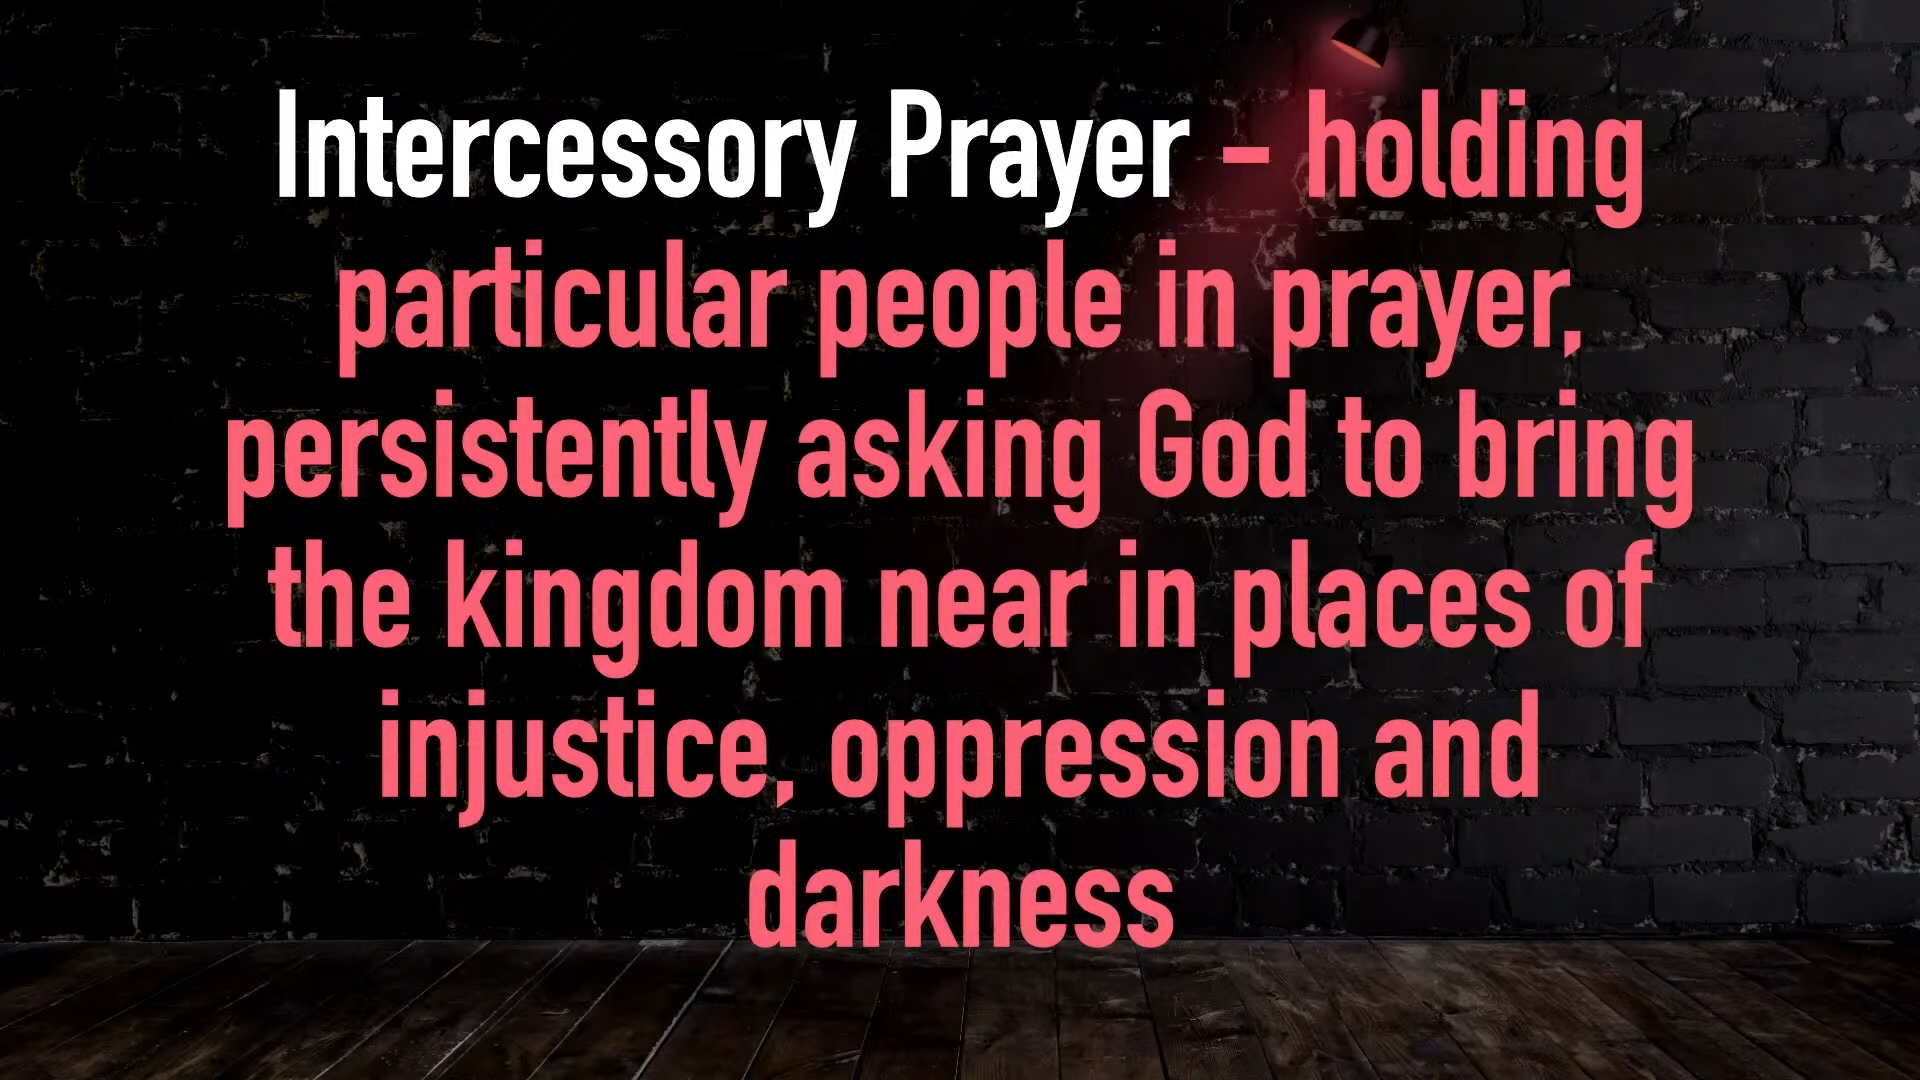 Intercessory Prayer – holding
particular people in prayer,
persistently asking God to bring
the kingdom near in places of
injustice, oppression and
darkness